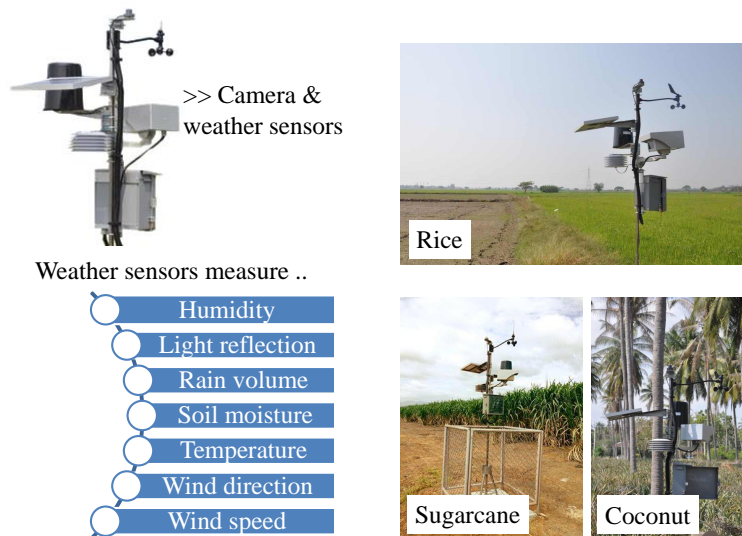 >> Camera &
weather sensors
Weather sensors measure ..
Humidity
Light reflection
Rain volume
Soil moisture
Temperature
Wind direction
Wind speed
Rice
Sugarcane
Coconut